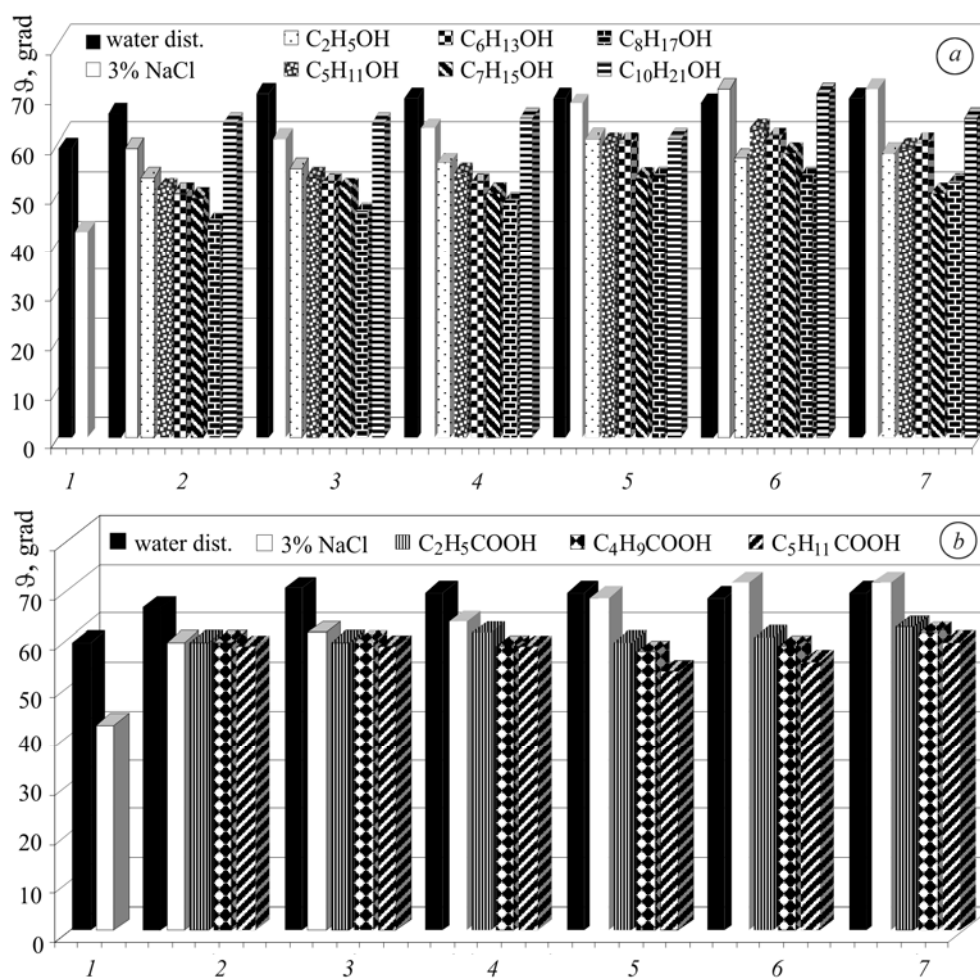 water dist. C₂H₅OH C₆H₁₃OH C₈H₁₇OH a
3% NaCl C₅H₁₁OH C₇H₁₅OH C₁₀H₂₁OH
ϑ, grad
70
60
50
40
30
20
10
0
1 2 3 4 5 6 7
water dist. 3% NaCl C₂H₅COOH C₄H₉COOH C₅H₁₁COOH b
ϑ, grad
70
60
50
40
30
20
10
0
1 2 3 4 5 6 7